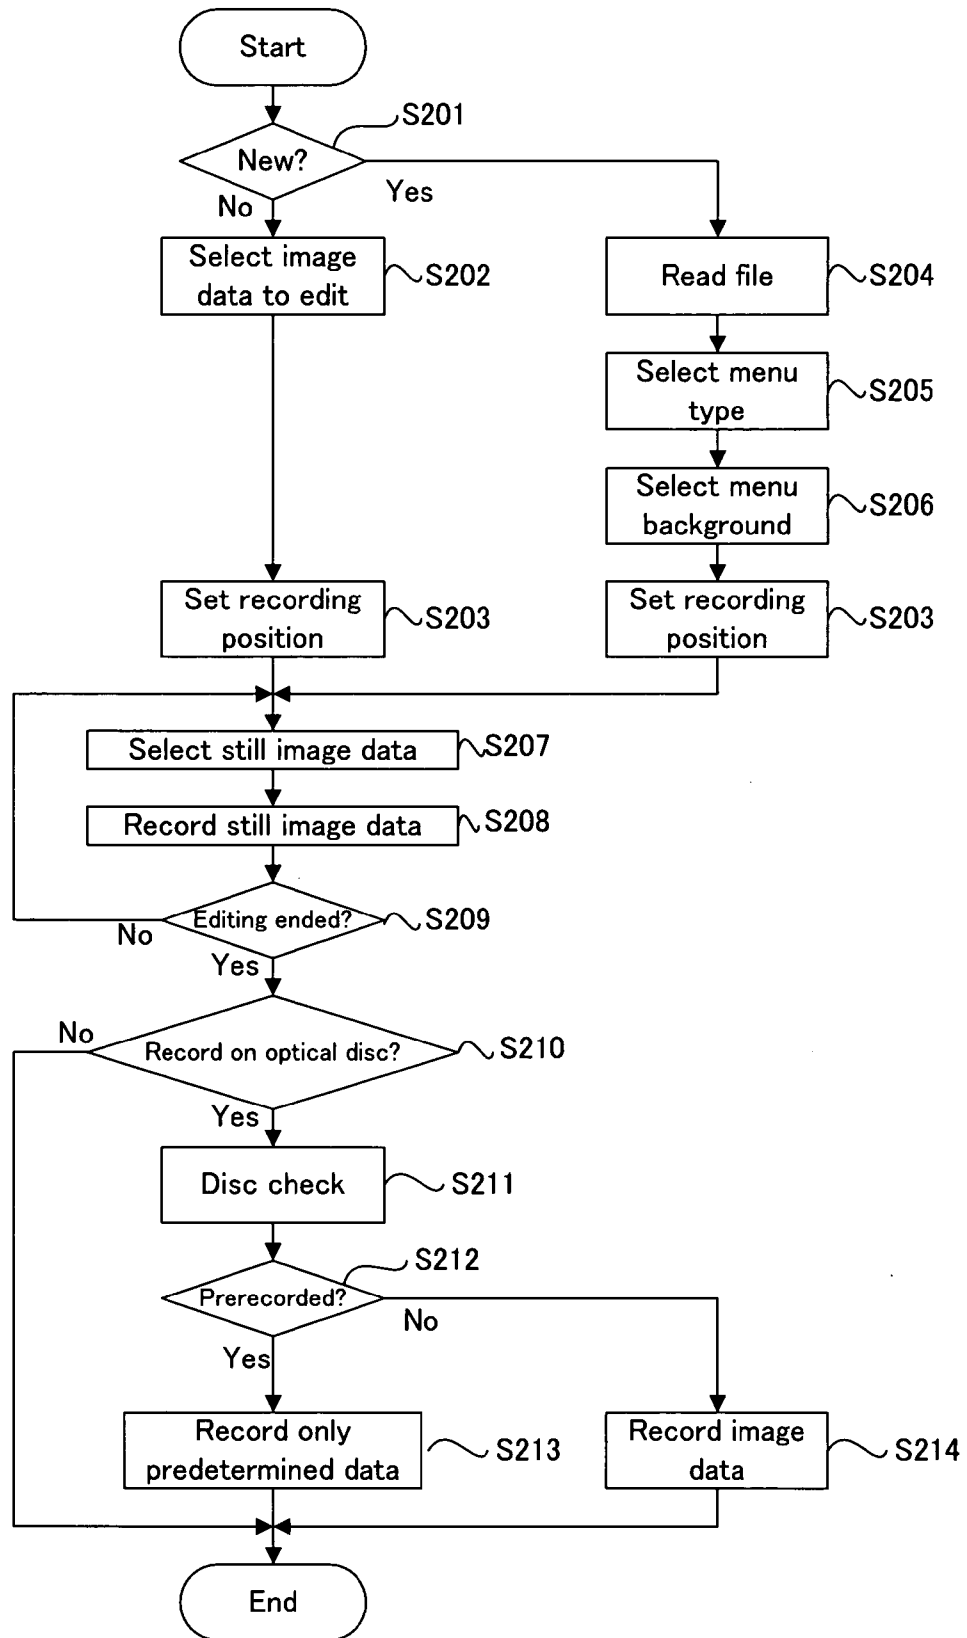 Start
S201
New?
Yes
No
Select image
data to edit
S202
Read file
S204
Select menu
type
S205
Select menu
background
S206
Set recording
position
S203
Set recording
position
S203
Select still image data
S207
Record still image data
S208
Editing ended?
S209
No
Yes
No
Record on optical disc?
S210
Yes
Disc check
S211
S212
Prerecorded?
No
Yes
Record only
predetermined data
S213
Record image
data
S214
End